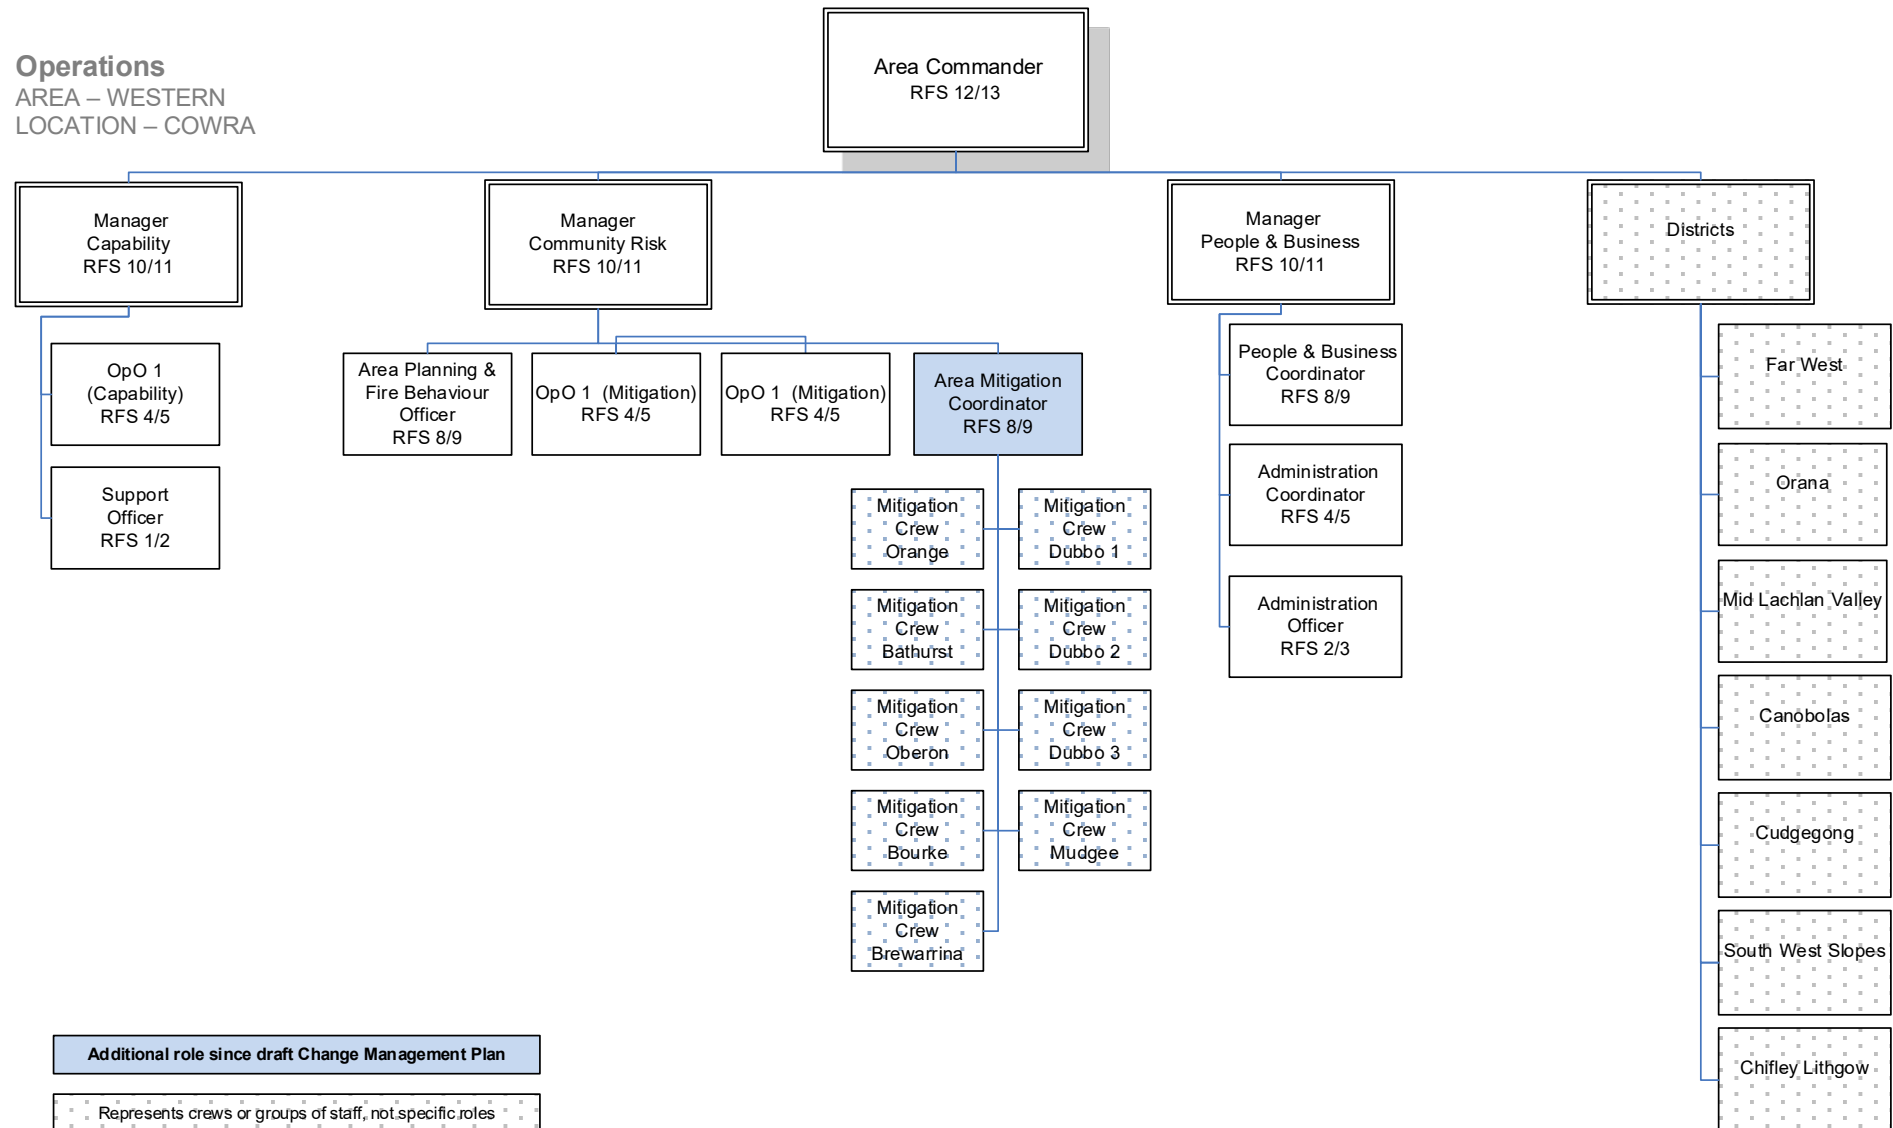 Operations
AREA – WESTERN
LOCATION – COWRA
Area Commander
RFS 12/13
Manager
Capability
RFS 10/11
Manager
Community Risk
RFS 10/11
Manager
People & Business
RFS 10/11
Districts
OpO 1
(Capability)
RFS 4/5
Support
Officer
RFS 1/2
Area Planning &
Fire Behaviour
Officer
RFS 8/9
OpO 1  (Mitigation)
RFS 4/5
OpO 1  (Mitigation)
RFS 4/5
Area Mitigation
Coordinator
RFS 8/9
Mitigation
Crew
Orange
Mitigation
Crew
Dubbo 1
Mitigation
Crew
Bathurst
Mitigation
Crew
Dubbo 2
Mitigation
Crew
Oberon
Mitigation
Crew
Dubbo 3
Mitigation
Crew
Bourke
Mitigation
Crew
Mudgee
Mitigation
Crew
Brewarrina
People & Business
Coordinator
RFS 8/9
Administration
Coordinator
RFS 4/5
Administration
Officer
RFS 2/3
Far West
Orana
Mid Lachlan Valley
Canobolas
Cudgegong
South West Slopes
Chifley Lithgow
Additional role since draft Change Management Plan
Represents crews or groups of staff, not specific roles